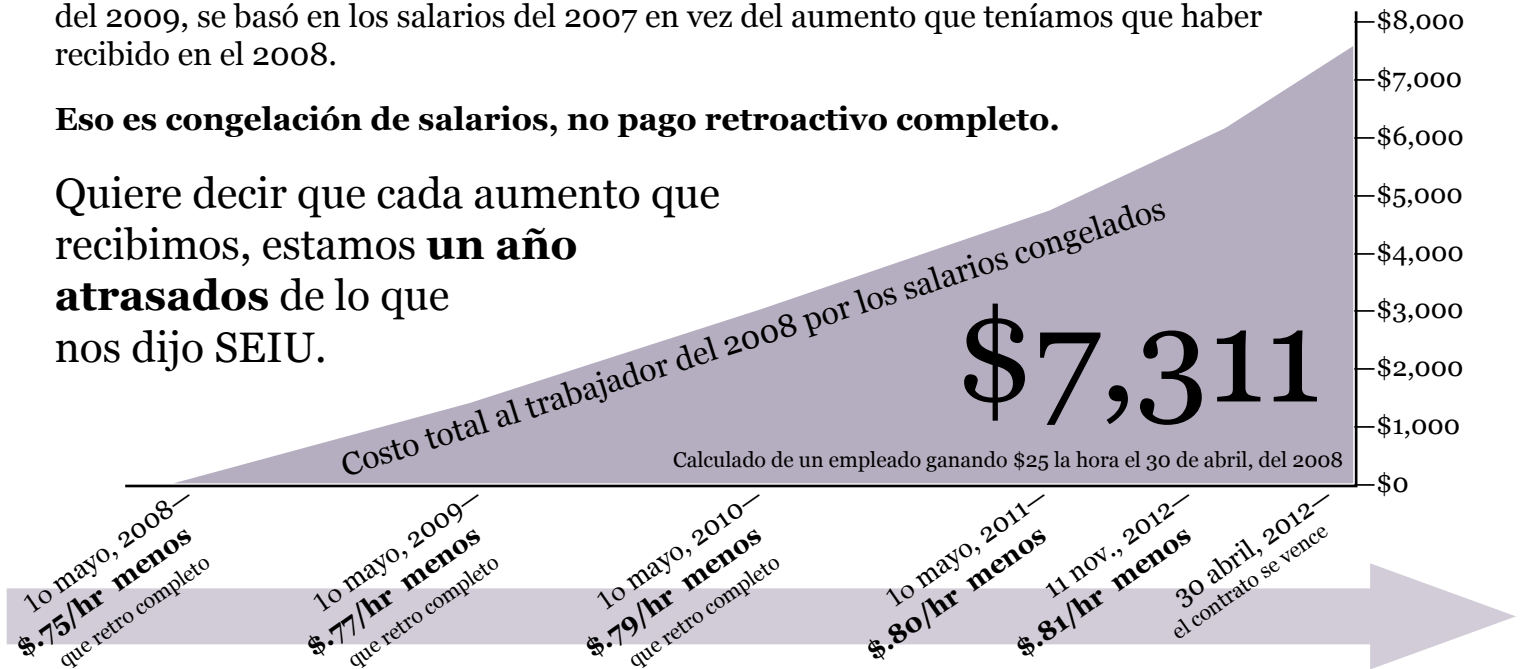 del 2009, se basó en los salarios del 2007 en vez del aumento que teníamos que haber
recibido en el 2008.
Eso es congelación de salarios, no pago retroactivo completo.
Quiere decir que cada aumento que
recibimos, estamos un año
atrasados de lo que
nos dijo SEIU.
$8,000
$7,000
$6,000
$5,000
$4,000
$3,000
$2,000
$1,000
$0
Costo total al trabajador del 2008 por los salarios congelados
$7,311
Calculado de un empleado ganando $25 la hora el 30 de abril, del 2008
1o mayo, 2008—
$.75/hr menos
que retro completo
1o mayo, 2009—
$.77/hr menos
que retro completo
1o mayo, 2010—
$.79/hr menos
que retro completo
1o mayo, 2011—
$.80/hr menos
11 nov., 2012—
$.81/hr menos
30 abril, 2012—
el contrato se vence